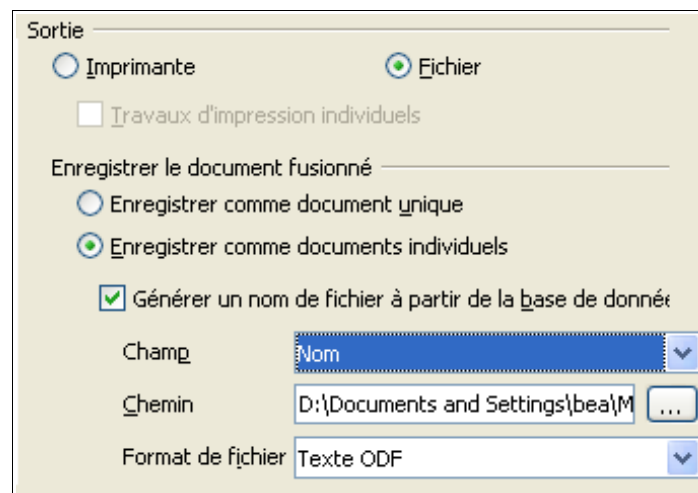 Sortie
Imprimante Fichier
Travaux d'impression individuels
Enregistrer le document fusionné
Enregistrer comme document unique
Enregistrer comme documents individuels
Générer un nom de fichier à partir de la base de donnée
Champ Nom
Chemin D:\Documents and Settings\bea\M ...
Format de fichier Texte ODF